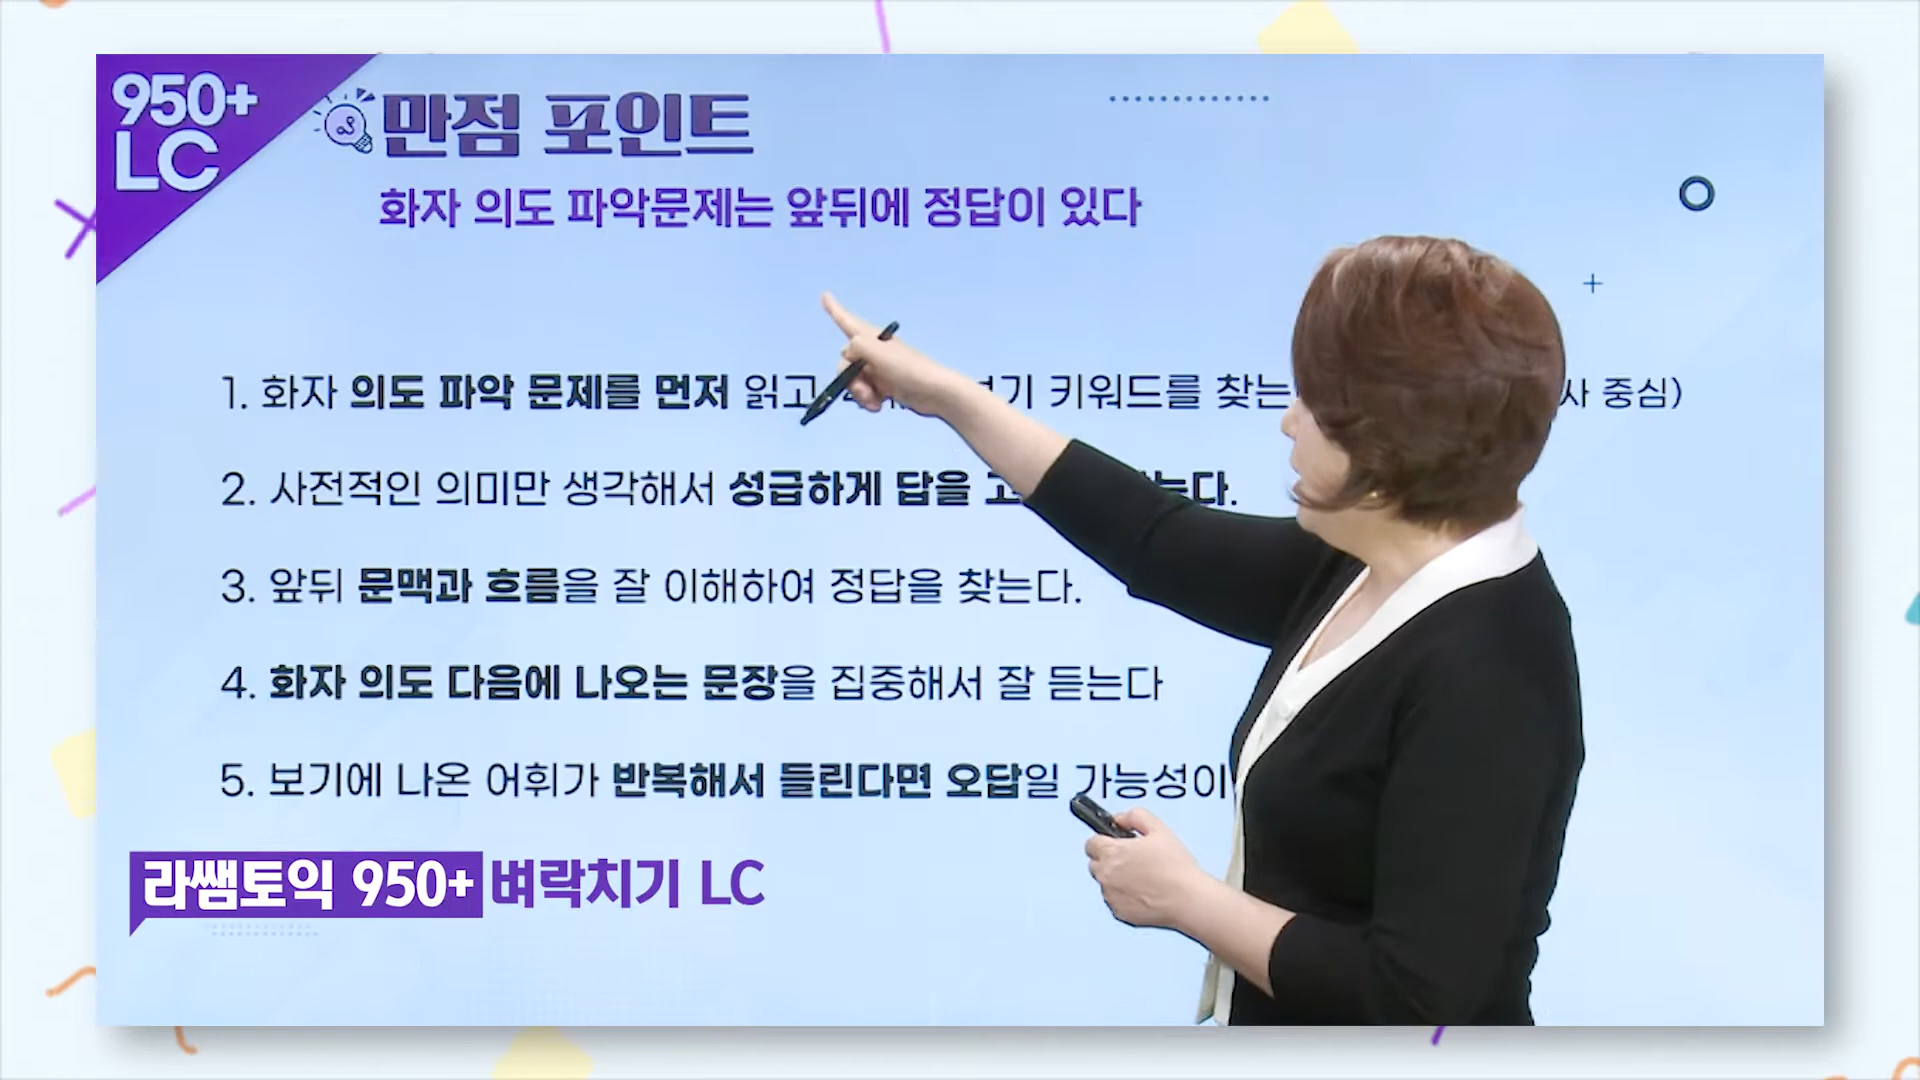 950+
LC
만점 포인트
화자 의도 파악문제는 앞뒤에 정답이 있다
1. 화자 의도 파악 문제를 먼저 읽고 키워드를 찾는 중심)
2. 사전적인 의미만 생각해서 성급하게 답을
3. 앞뒤 문맥과 흐름을 잘 이해하여 정답을 찾는다.
4. 화자 의도 다음에 나오는 문장을 집중해서 잘 듣는다
5. 보기에 나온 어휘가 반복해서 들린다면 오답일 가능성이
라쌤토익 950+ 벼락치기 LC